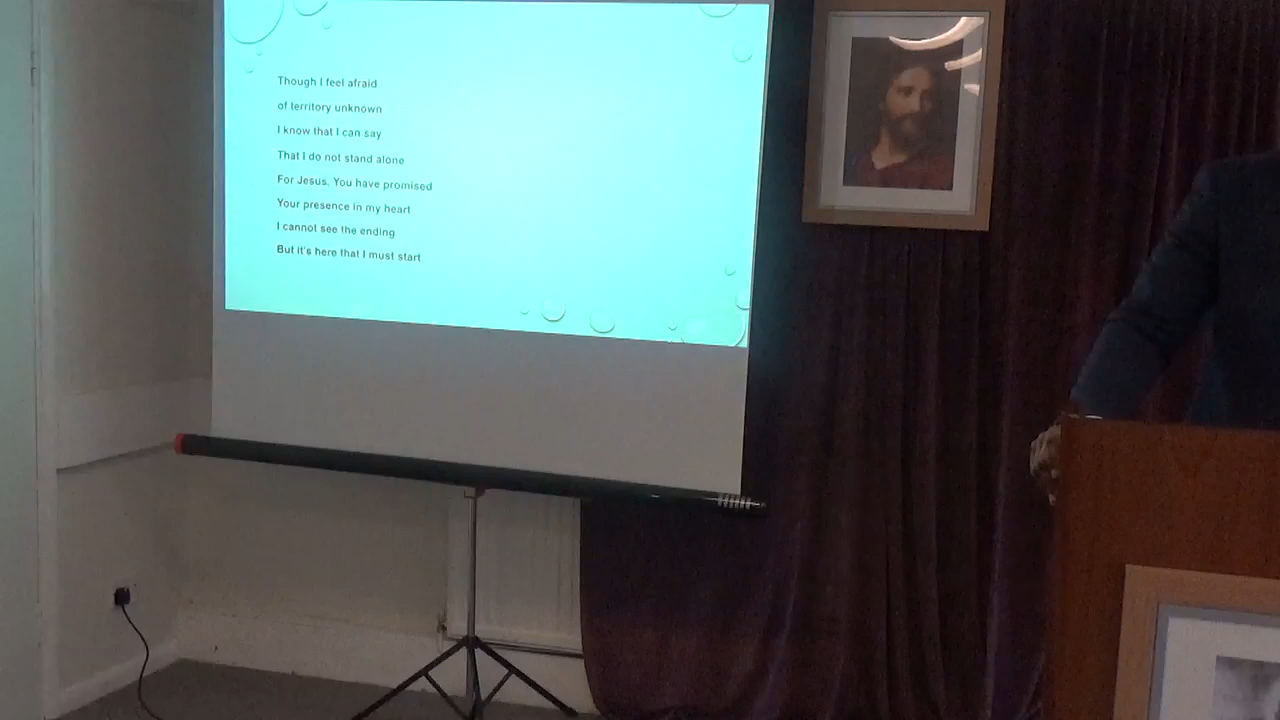 Though I feel afraid
of territory unknown
I know that I can say
That I do not stand alone
For Jesus, You have promised
Your presence in my heart
I cannot see the ending
But it's here that I must start